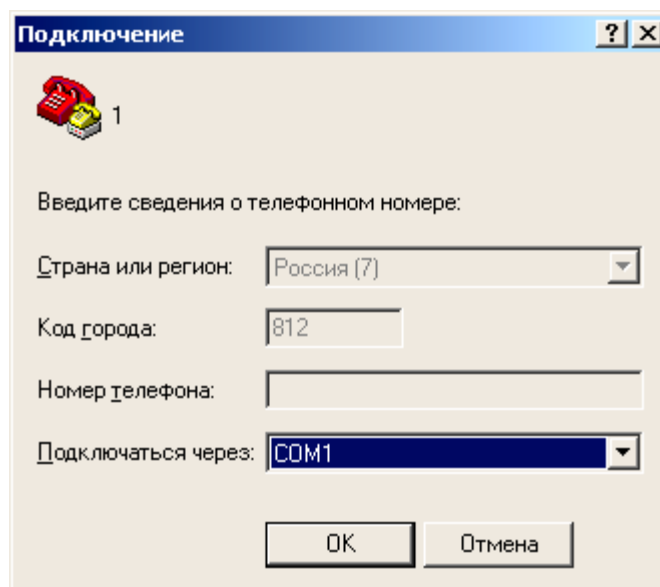 Подключение
1
Введите сведения о телефонном номере:
Страна или регион: Россия (7)
Код города: 812
Номер телефона:
Подключаться через: COM1
OK Отмена